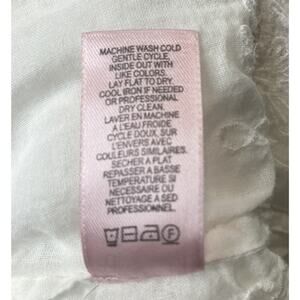 MACHINE WASH COLD
GENTLE CYCLE,
INSIDE OUT WITH
LIKE COLORS.
LAY FLAT TO DRY.
COOL IRON IF NEEDED
OR PROFESSIONAL
DRY CLEAN.
LAVER EN MACHINE
A L'EAU FROIDE
CYCLE DOUX, SUR
L'ENVERS AVEC
COULEURS SIMILAIRES.
SECHER A PLAT
REPASSER A BASSE
TEMPERATURE SI
NECESSAIRE OU
NETTOYAGE A SED
PROFESSIONNEL.